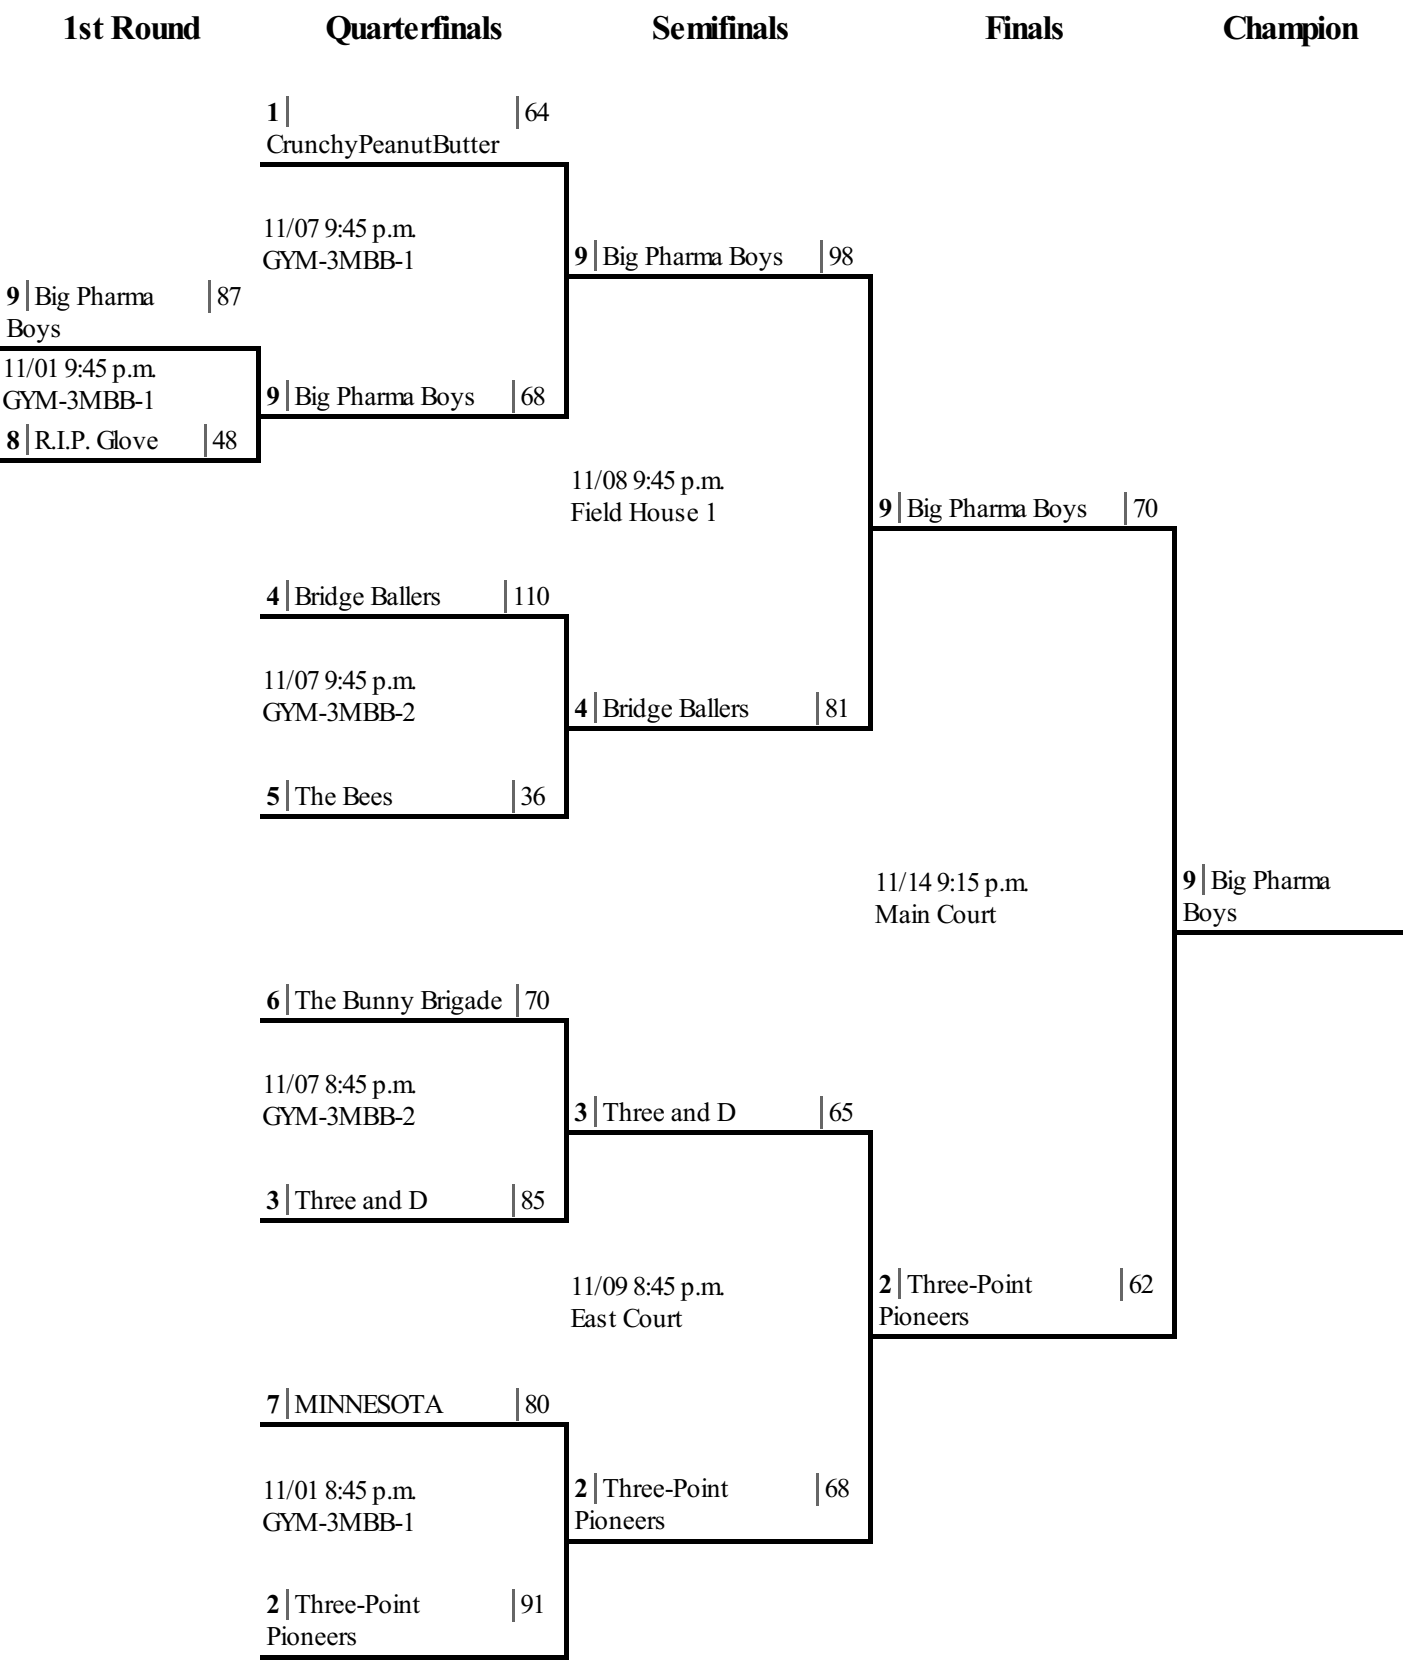 1st Round Quarterfinals Semifinals Finals Champion
1 64
CrunchyPeanutButter
11/07 9:45 p.m.
GYM-3MBB-1
9 Big Pharma Boys 98
9 Big Pharma 87
Boys
11/01 9:45 p.m.
GYM-3MBB-1
9 Big Pharma Boys 68
8 R.I.P. Glove 48
11/08 9:45 p.m.
Field House 1
9 Big Pharma Boys 70
4 Bridge Ballers 110
11/07 9:45 p.m.
GYM-3MBB-2
4 Bridge Ballers 81
5 The Bees 36
11/14 9:15 p.m.
Main Court
9 Big Pharma
Boys
6 The Bunny Brigade 70
11/07 8:45 p.m.
GYM-3MBB-2
3 Three and D 65
3 Three and D 85
11/09 8:45 p.m.
East Court
2 Three-Point 62
Pioneers
7 MINNESOTA 80
11/01 8:45 p.m.
GYM-3MBB-1
2 Three-Point 68
Pioneers
2 Three-Point 91
Pioneers